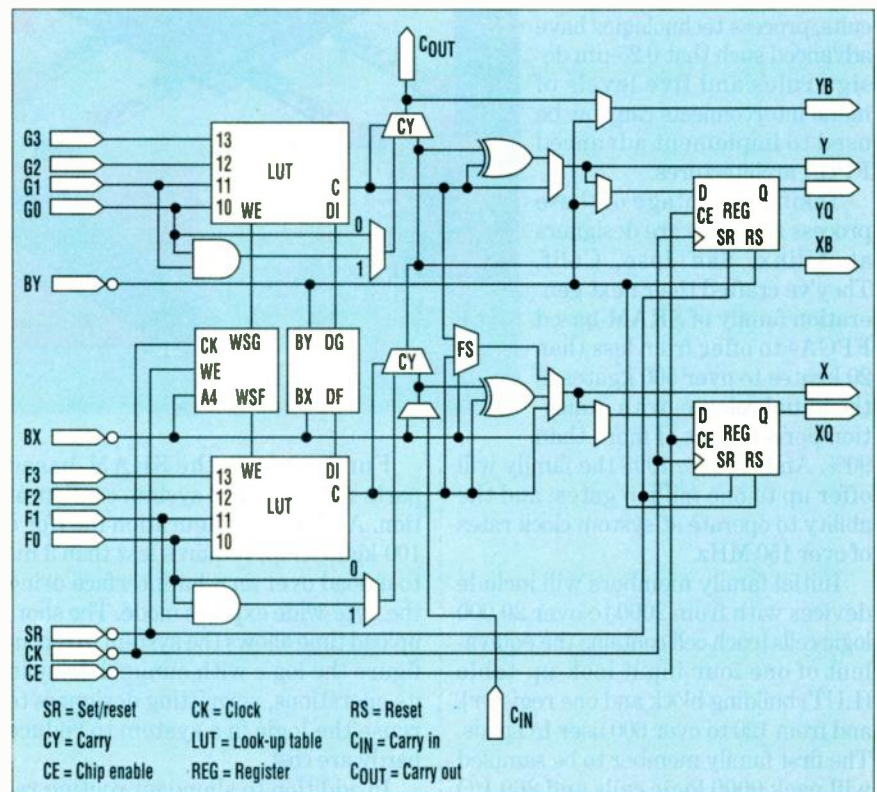 COUT
YB
G3
G2
G1
G0
13
12
11
10
LUT
WE
C
DI
CY
Y
D Q
CE REG
SR RS
YQ
XB
0
1
BY
CK WSG
WE
A4 WSF
BY DG
BX DF
CY
FS
BX
X
D Q
CE REG
SR RS
XQ
F3
F2
F1
F0
13
12
11
10
WE
LUT
DI
C
0
1
SR
CK
CE
CIN
SR = Set/reset
CK = Clock
RS = Reset
CY = Carry
LUT = Look-up table
CIN = Carry in
CE = Chip enable
REG = Register
COUT = Carry out